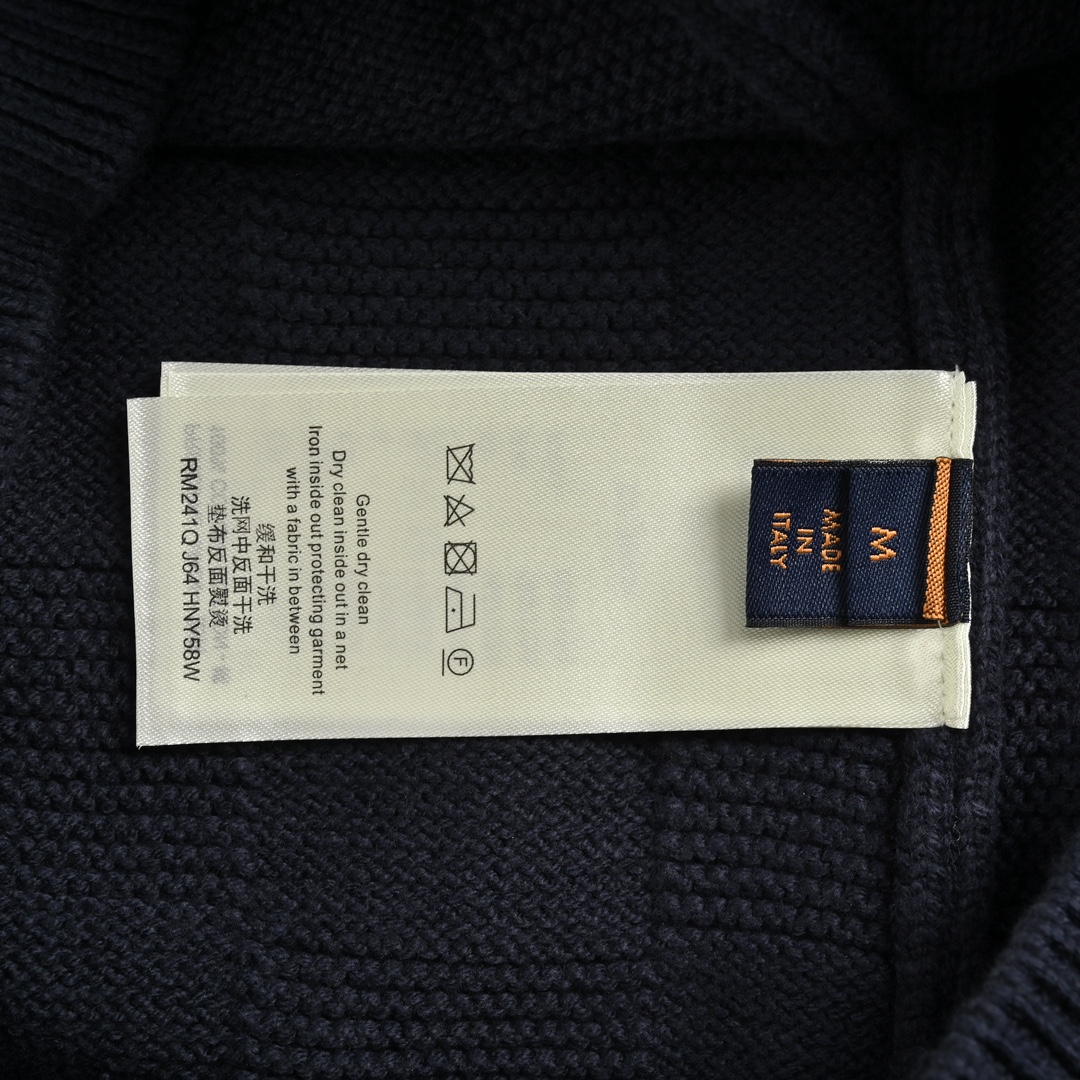 Gentle dry clean
Dry clean inside out in a net
Iron inside out protecting garment
with a fabric in between
缓和干洗
洗网中反面干洗
垫布反面熨烫
RM241Q J64 HNY58W
F
M
MADE
IN
ITALY